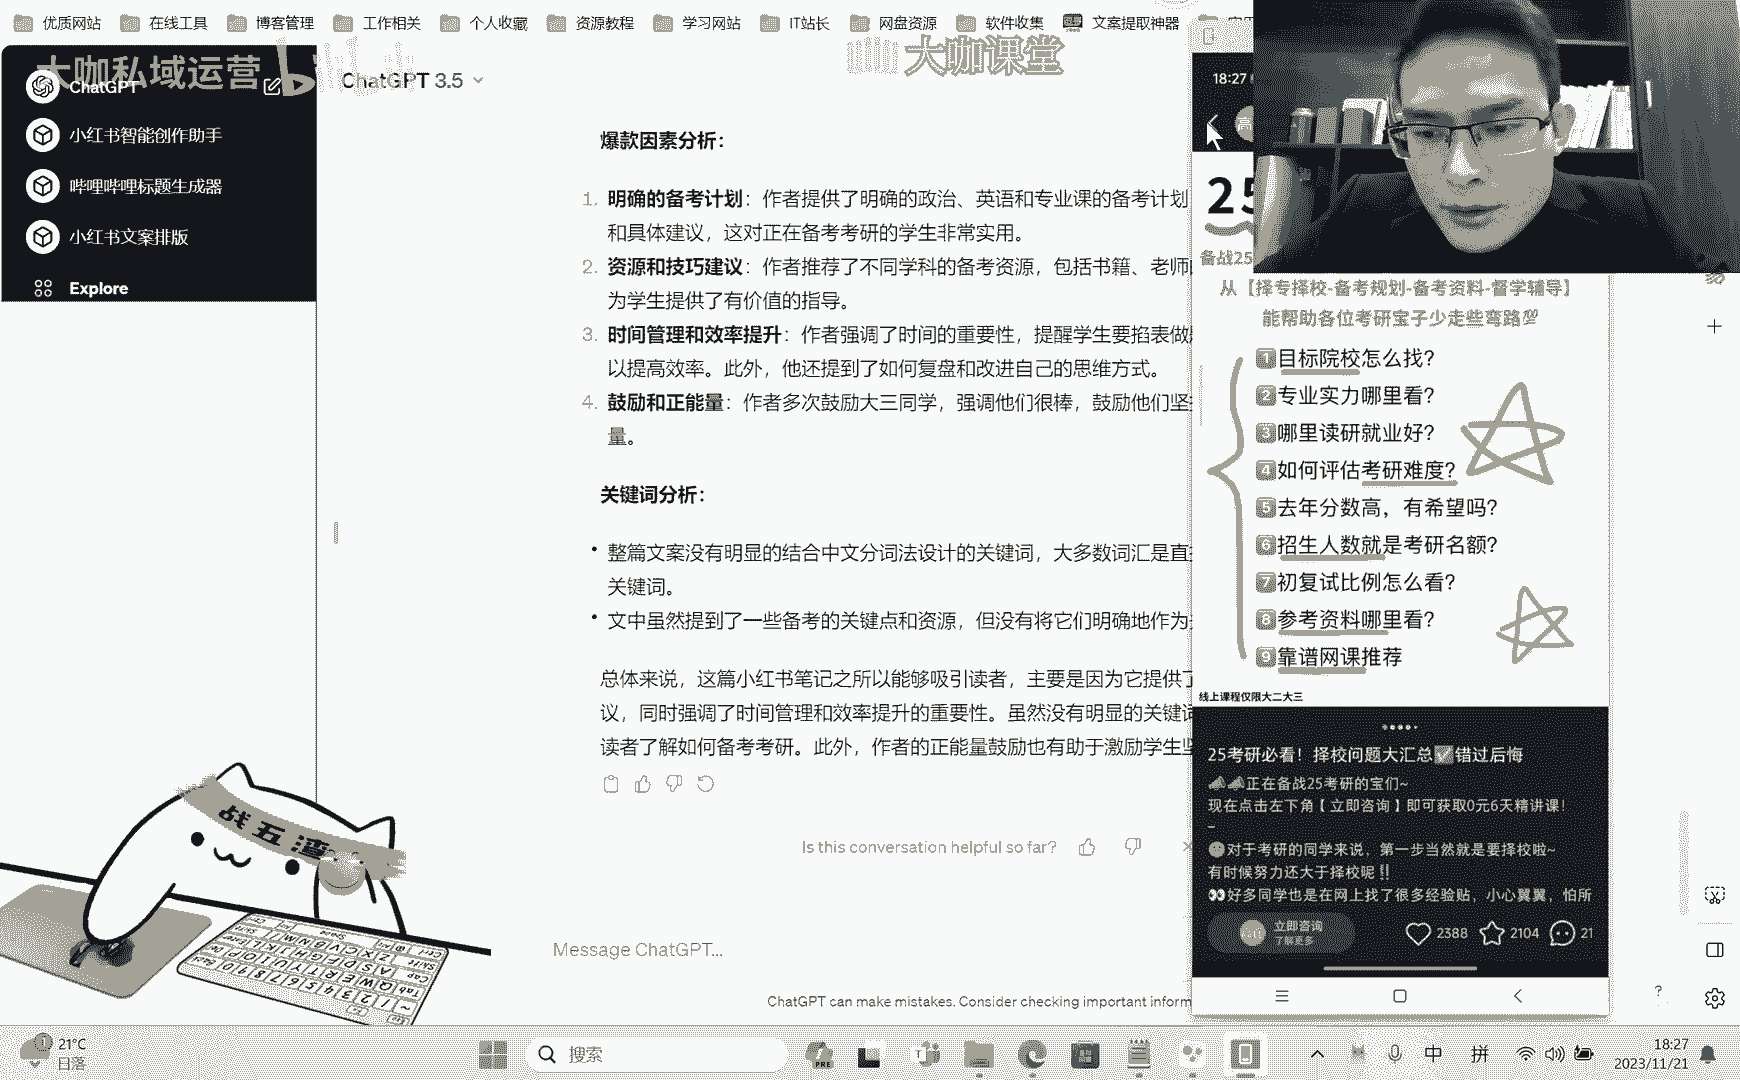 优质网站
在线工具
博客管理
工作相关
个人收藏
资源教程
学习网站
IT站长
网盘资源
软件收集
文案提取神器
大咖私域运营
大咖课堂
ChatGPT
小红书智能创作助手
哔哩哔哩标题生成器
小红书文案排版
Explore
ChatGPT 3.5
爆款因素分析：
1. 明确的备考计划：作者提供了明确的政治、英语和专业课的备考计划
和具体建议，这对正在备考考研的学生非常实用。
2. 资源和技巧建议：作者推荐了不同学科的备考资源，包括书籍、老师
为学生提供了有价值的指导。
3. 时间管理和效率提升：作者强调了时间的重要性，提醒学生要掐表做
以提高效率。此外，他还提到了如何复盘和改进自己的思维方式。
4. 鼓励和正能量：作者多次鼓励大三同学，强调他们很棒，鼓励他们坚
量。
关键词分析：
• 整篇文案没有明显的结合中文分词法设计的关键词，大多数词汇是直
关键词。
• 文中虽然提到了一些备考的关键点和资源，但没有将它们明确地作为
总体来说，这篇小红书笔记之所以能够吸引读者，主要是因为它提供了
议，同时强调了时间管理和效率提升的重要性。虽然没有明显的关键
读者了解如何备考考研。此外，作者的正能量鼓励也有助于激励学生坚
Is this conversation helpful so far?
Message ChatGPT…
ChatGPT can make mistakes. Consider checking important inform
18:27
高
25
备战25
从【择专择校-备考规划-备考资料-督学辅导】
能帮助各位考研宝子少走些弯路💯
1 目标院校怎么找？
2 专业实力哪里看？
3 哪里读研就业好？
4 如何评估考研难度？
5 去年分数高，有希望吗？
6 招生人数就是考研名额？
7 初复试比例怎么看？
8 参考资料哪里看？
9 靠谱网课推荐
线上课程仅限大二大三
25考研必看！择校问题大汇总☑错过后悔
📣📣正在备战25考研的宝们~
现在点击左下角【立即咨询】即可获取0元6天精讲课！
–
对于考研的同学来说，第一步当然就是要择校啦~
有时候努力还大于择校呢‼
👀好多同学也是在网上找了很多经验贴，小心翼翼，怕所
立即咨询
了解更多
2388
2104
21
战五渣
21°C
日落
搜索
中
拼
18:27
2023/11/21